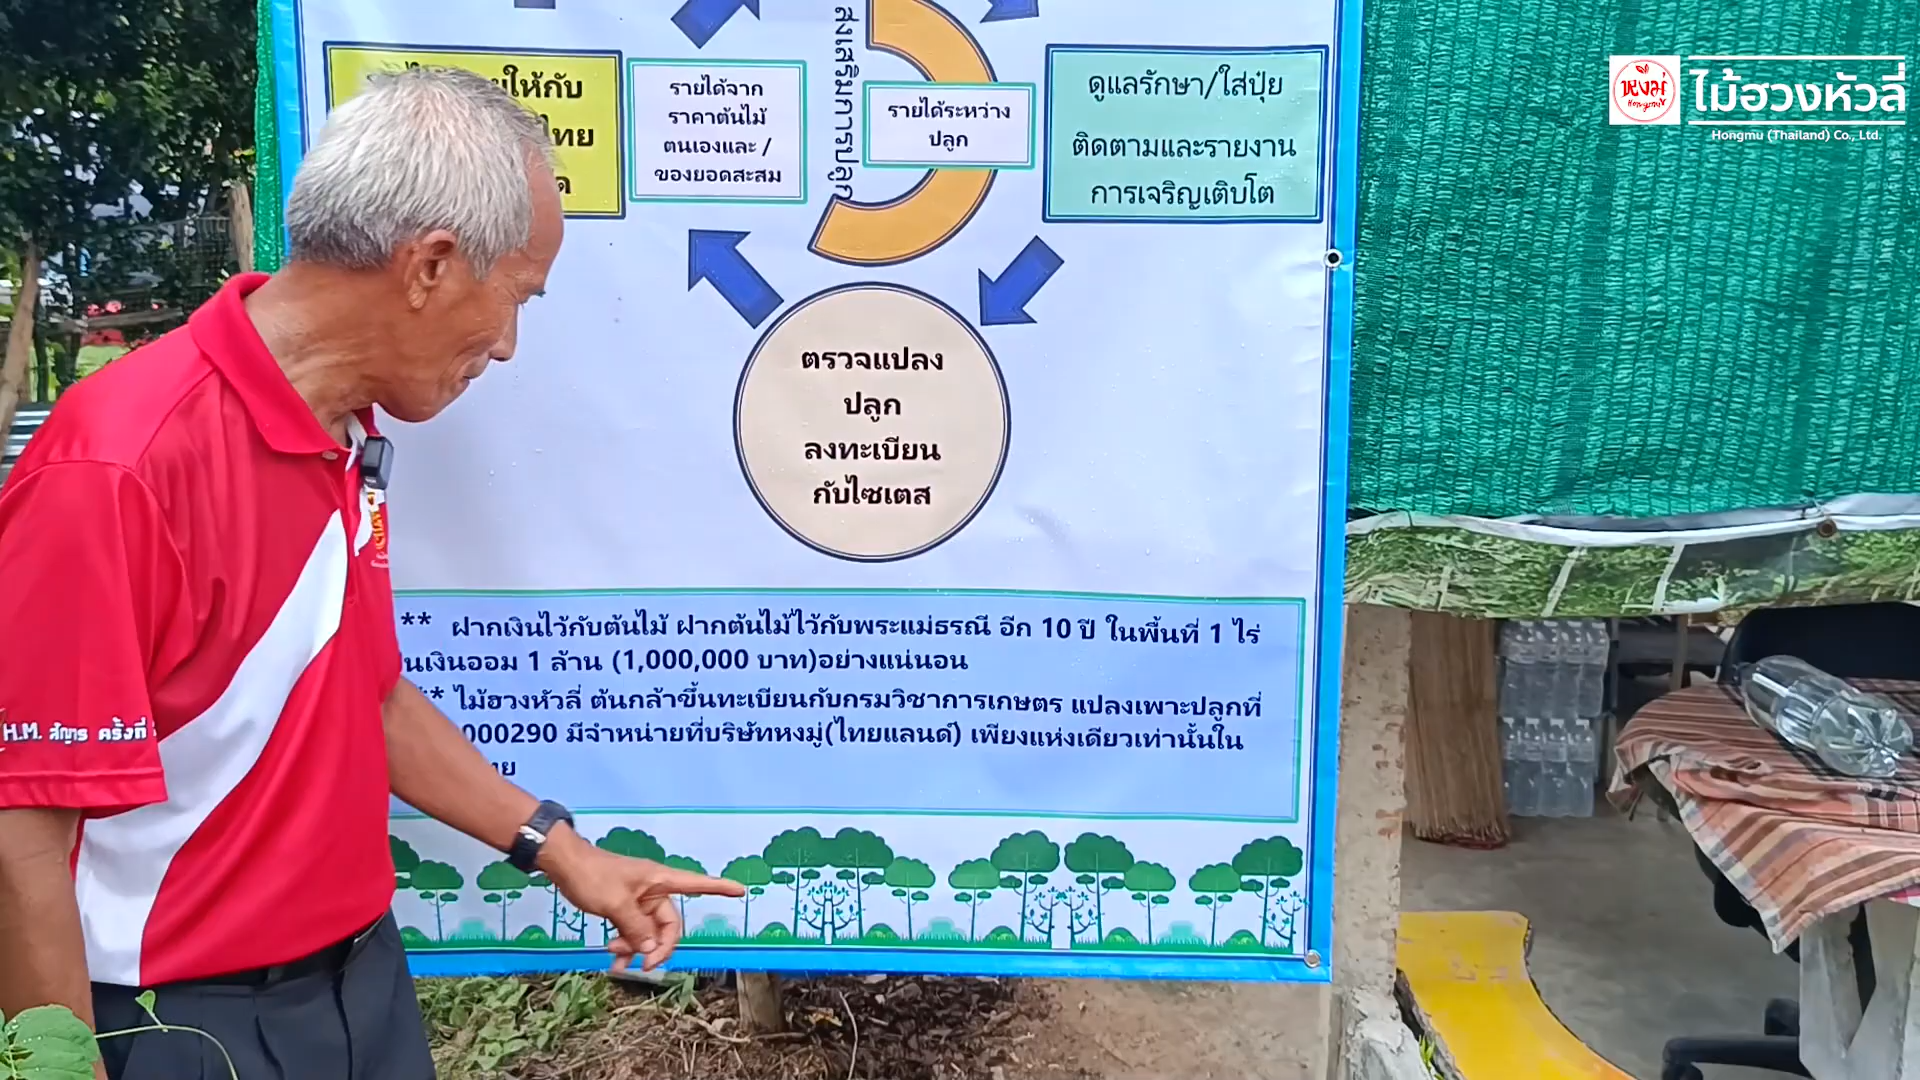 หงมู่
Hongmu
ไม้ฮวงหัวลี่
Hongmu (Thailand) Co., Ltd.
ให้กับ
ไทย
รายได้จาก
ราคาต้นไม้
ตนเองและ /
ของยอดสะสม
ส่งเสริมการปลูก
รายได้ระหว่าง
ปลูก
ดูแลรักษา/ใส่ปุ๋ย
ติดตามและรายงาน
การเจริญเติบโต
ตรวจแปลง
ปลูก
ลงทะเบียน
กับไซเตส
** ฝากเงินไว้กับต้นไม้ ฝากต้นไม้ไว้กับพระแม่ธรณี อีก 10 ปี ในพื้นที่ 1 ไร่
เงินออม 1 ล้าน (1,000,000 บาท)อย่างแน่นอน
* ไม้ฮวงหัวลี่ ต้นกล้าขึ้นทะเบียนกับกรมวิชาการเกษตร แปลงเพาะปลูกที่
000290 มีจำหน่ายที่บริษัทหงมู่(ไทยแลนด์) เพียงแห่งเดียวเท่านั้นใน
H.M. สัญจร ครั้งที่